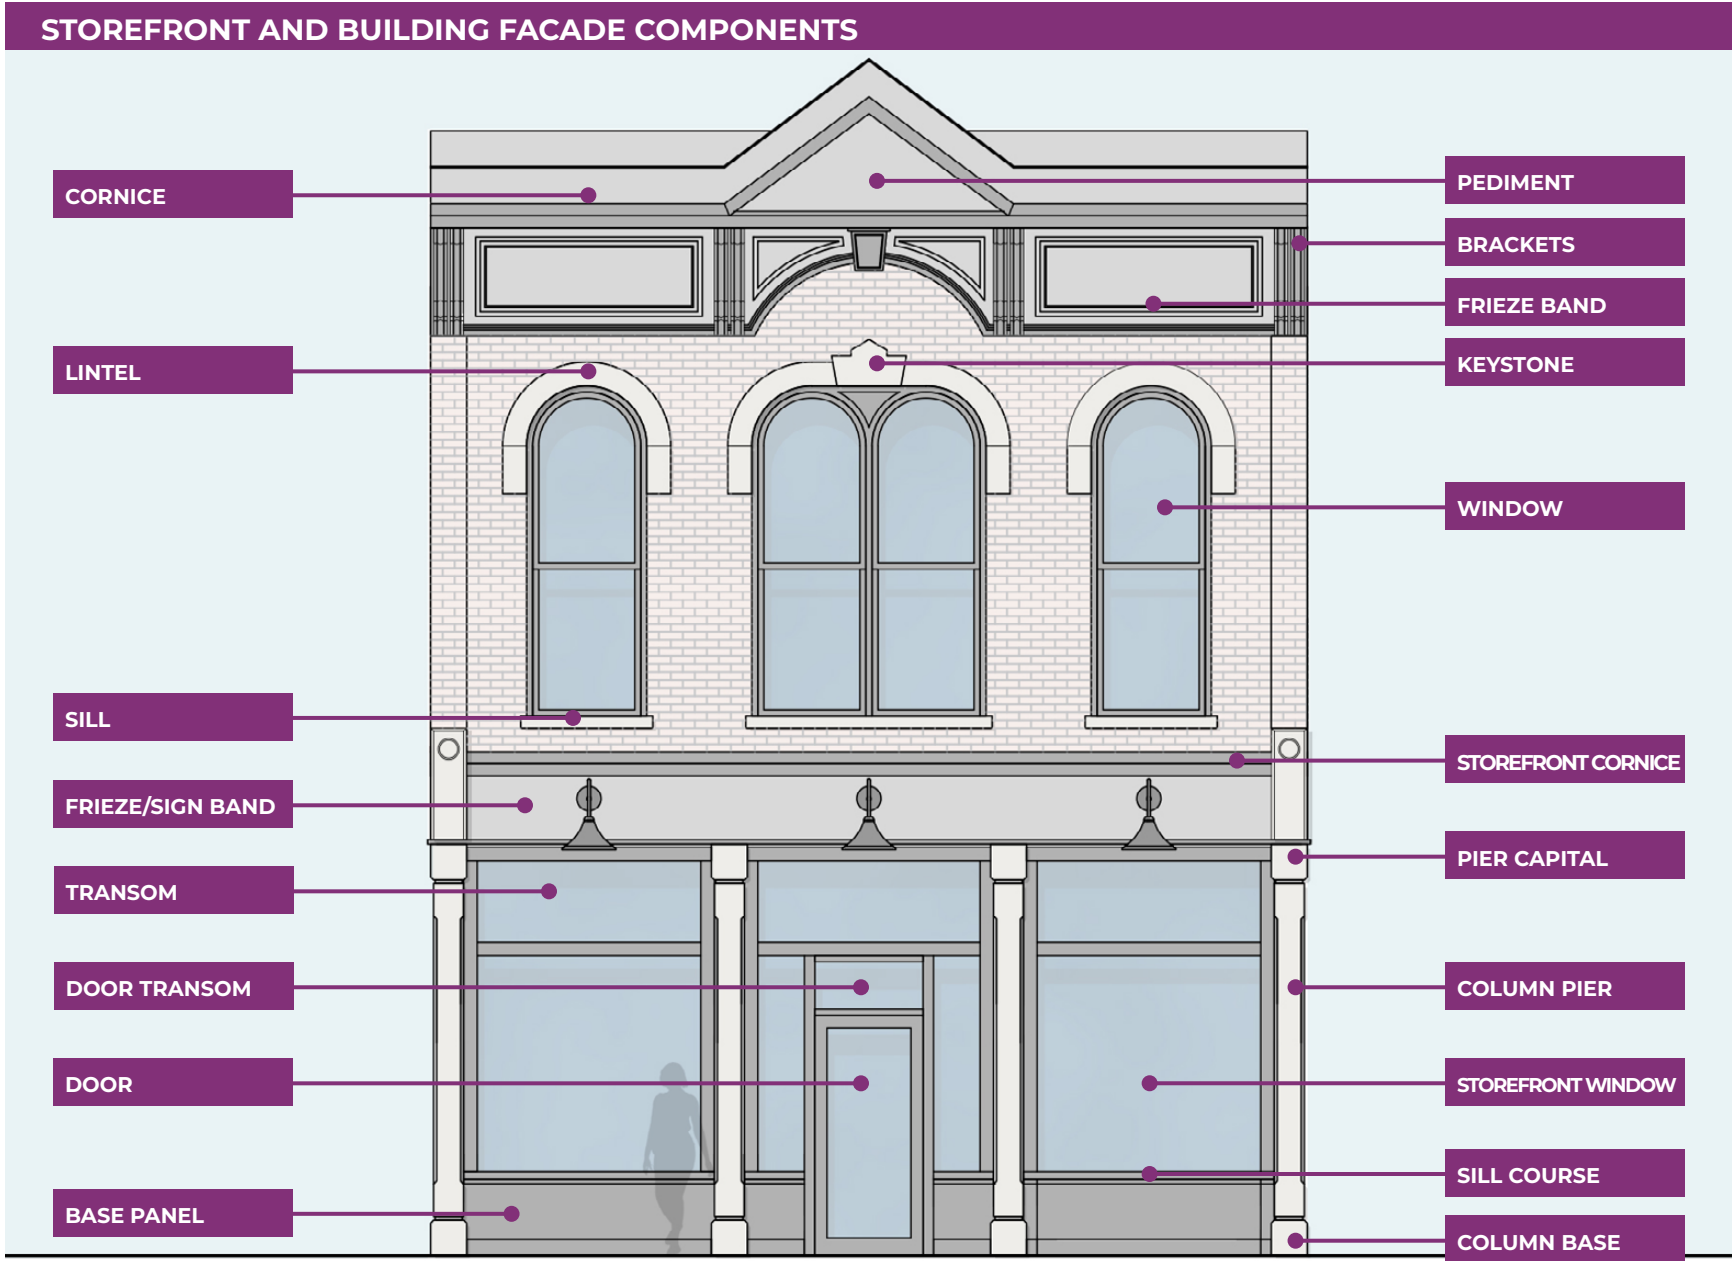 STOREFRONT AND BUILDING FACADE COMPONENTS
CORNICE
LINTEL
SILL
FRIEZE/SIGN BAND
TRANSOM
DOOR TRANSOM
DOOR
BASE PANEL
PEDIMENT
BRACKETS
FRIEZE BAND
KEYSTONE
WINDOW
STOREFRONT CORNICE
PIER CAPITAL
COLUMN PIER
STOREFRONT WINDOW
SILL COURSE
COLUMN BASE